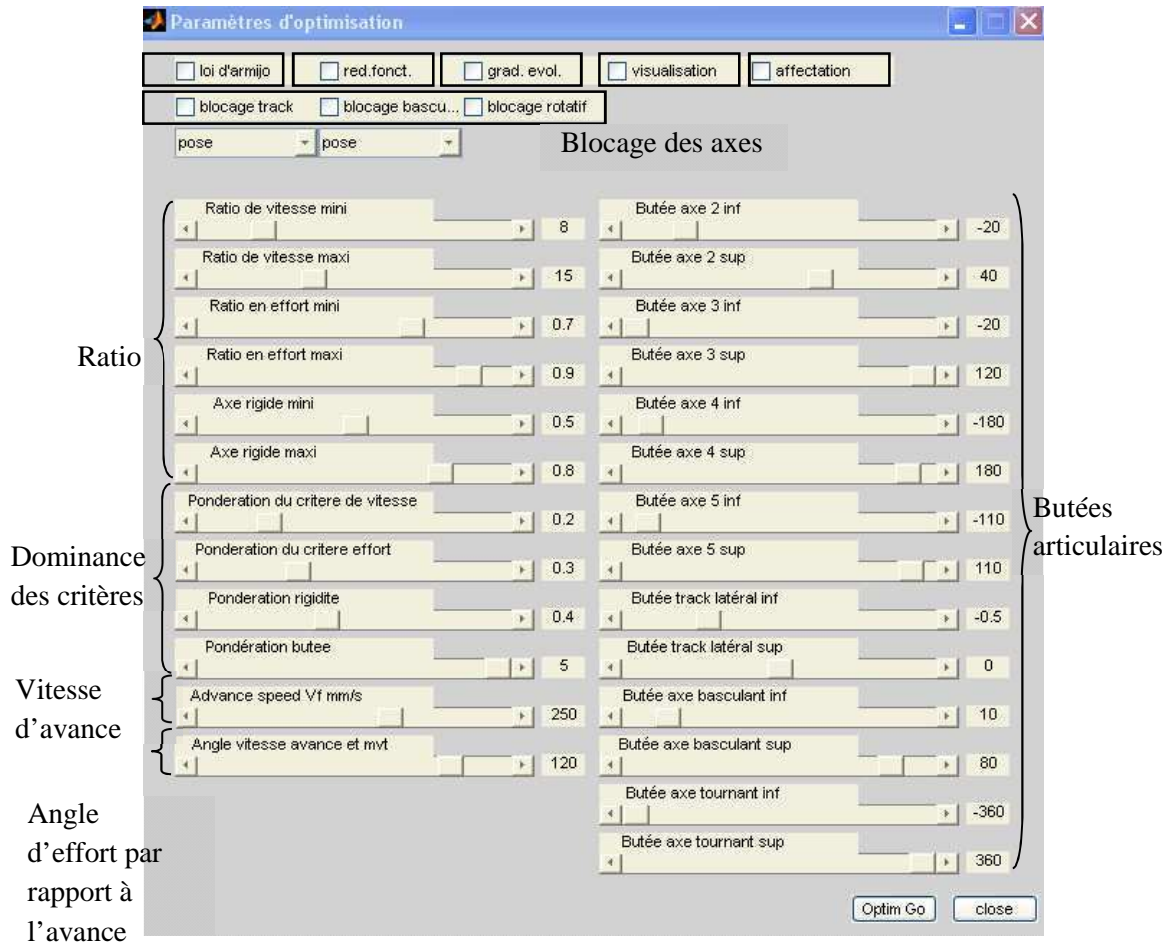 Paramètres d'optimisation
loi d'armijo red.fonct. grad. evol. visualisation affectation
blocage track blocage bascu... blocage rotatif
pose pose Blocage des axes
Ratio
Ratio de vitesse mini 8
Ratio de vitesse maxi 15
Ratio en effort mini 0.7
Ratio en effort maxi 0.9
Axe rigide mini 0.5
Axe rigide maxi 0.8
Dominance
des critères
Ponderation du critere de vitesse 0.2
Ponderation du critere effort 0.3
Ponderation rigidite 0.4
Pondération butee 5
Vitesse
d'avance
Advance speed Vf mm/s 250
Angle vitesse avance et mvt 120
Angle
d'effort par
rapport à
l'avance
Butée axe 2 inf -20
Butée axe 2 sup 40
Butée axe 3 inf -20
Butée axe 3 sup 120
Butée axe 4 inf -180
Butée axe 4 sup 180
Butée axe 5 inf -110
Butée axe 5 sup 110
Butée track latéral inf -0.5
Butée track latéral sup 0
Butée axe basculant inf 10
Butée axe basculant sup 80
Butée axe tournant inf -360
Butée axe tournant sup 360
Butées
articulaires
Optim Go close